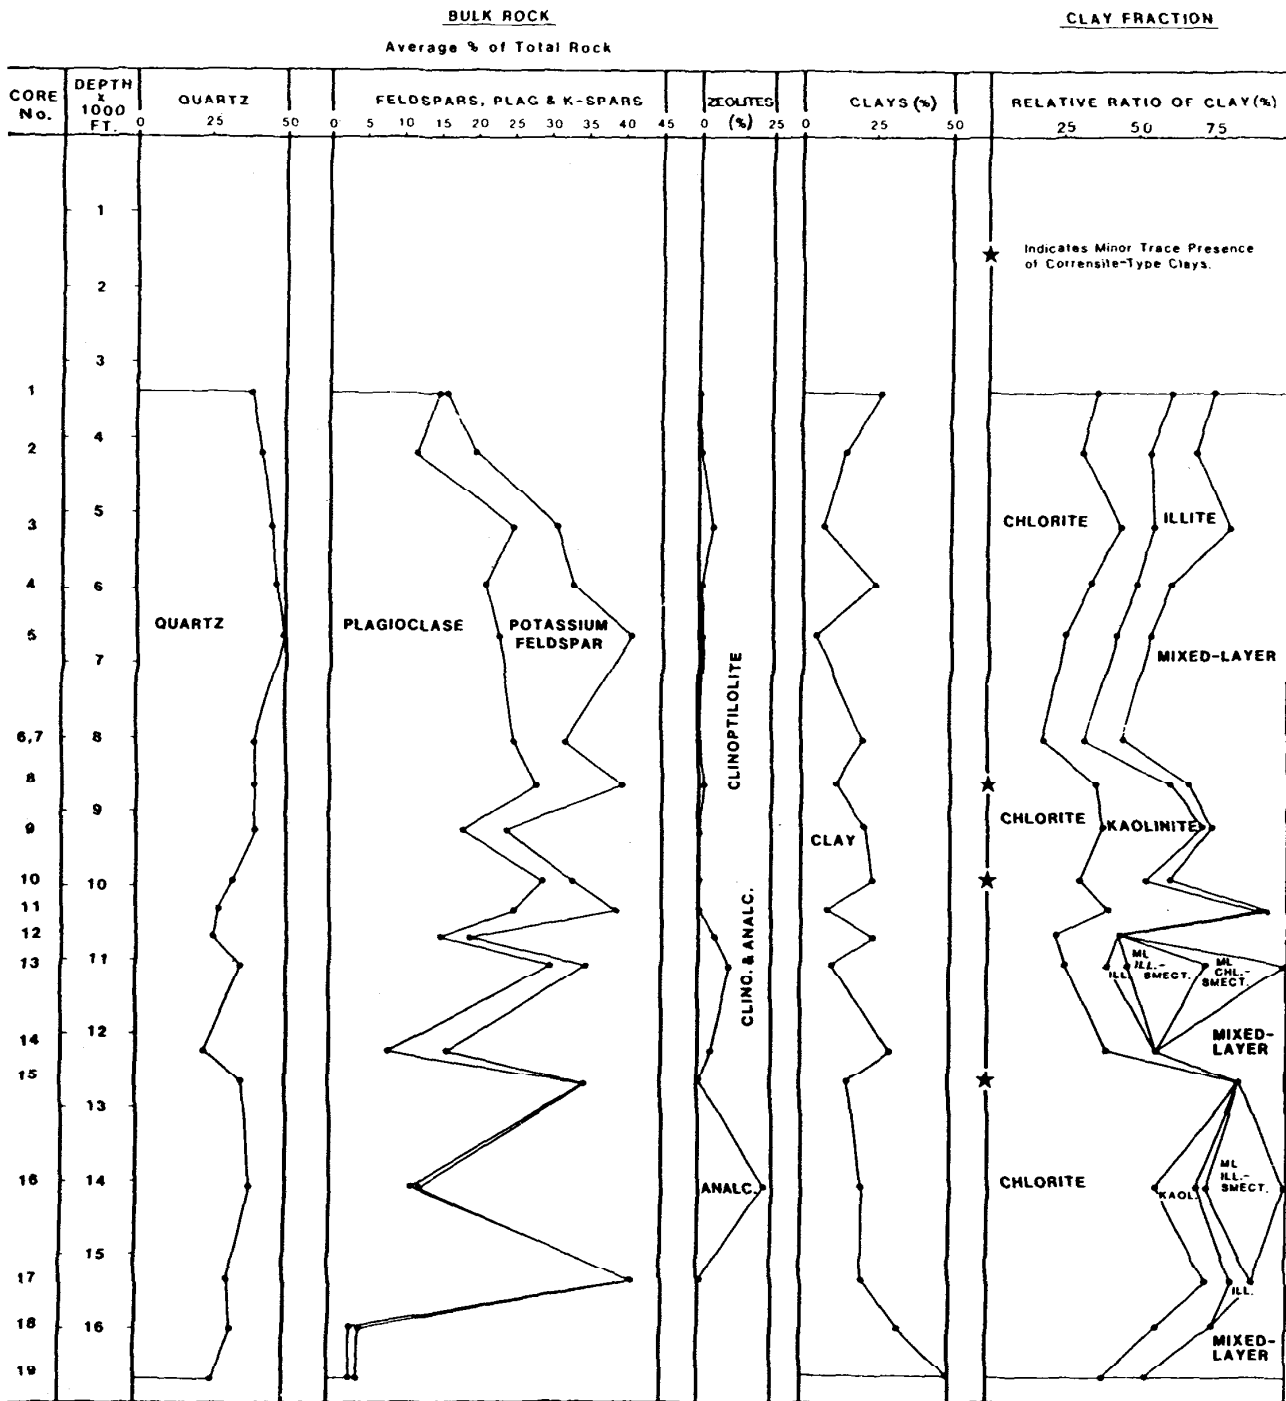 BULK ROCK
CLAY FRACTION
Average % of Total Rock
CORE No.
DEPTH x 1000 FT.
QUARTZ
FELDSPARS, PLAG & K-SPARS
ZEOLITES (%)
CLAYS (%)
RELATIVE RATIO OF CLAY (%)
0 25 50
0 5 10 15 20 25 30 35 40 45
0 25
0 25 50
25 50 75
1
2
3
4
5
6
7
8
9
10
11
12
13
14
15
16
1
2
3
4
5
6,7
8
9
10
11
12
13
14
15
16
17
18
19
★ Indicates Minor Trace Presence
of Corrensite-Type Clays.
CHLORITE
ILLITE
QUARTZ
PLAGIOCLASE
POTASSIUM
FELDSPAR
MIXED-LAYER
CLINOPTILOLITE
CLAY
CHLORITE
KAOLINITE
CLINC. & ANALC.
ILL.
ML
ILL.-
SMECT.
ML
CHL.-
SMECT.
MIXED-
LAYER
ANALC.
CHLORITE
KAOL.
ML
ILL.-
SMECT.
ILL.
MIXED-
LAYER